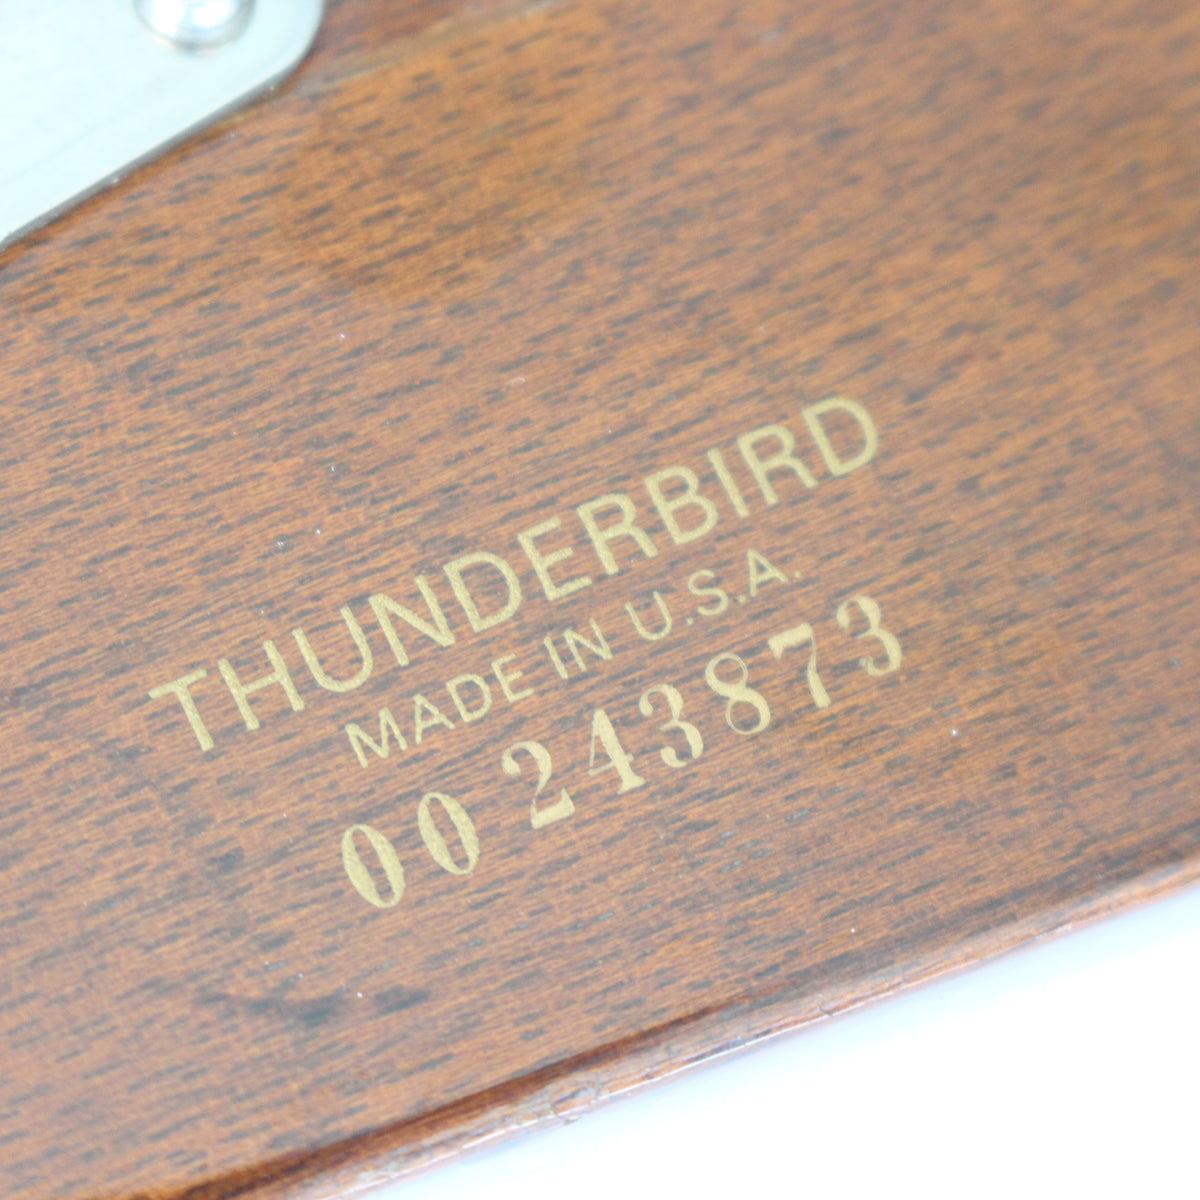 THUNDERBIRD
MADE IN U.S.A.
00 243873